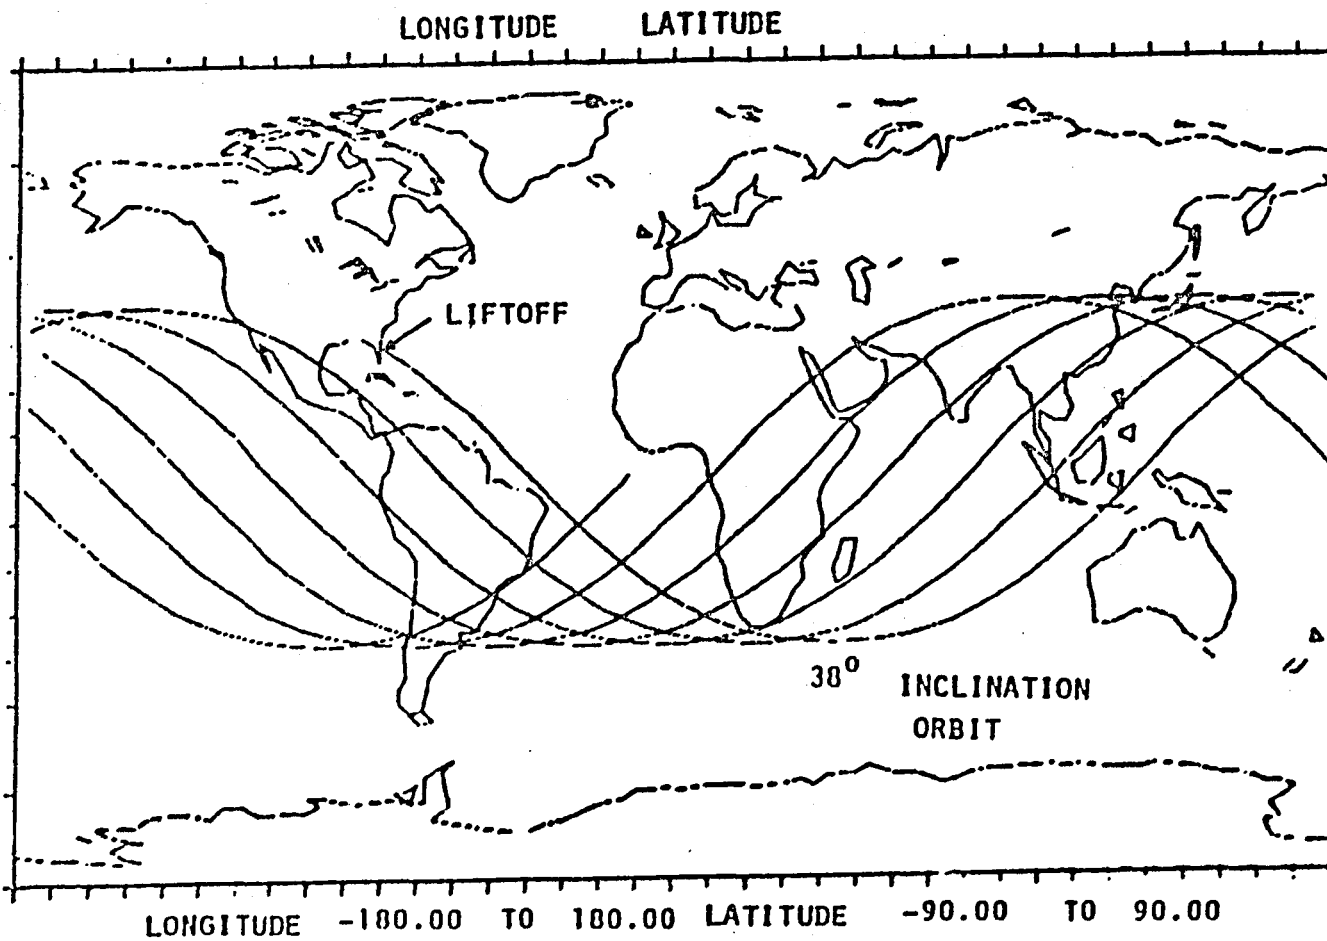 LONGITUDE LATITUDE
LIFTOFF
38° INCLINATION
ORBIT
LONGITUDE -180.00 TO 180.00 LATITUDE -90.00 TO 90.00